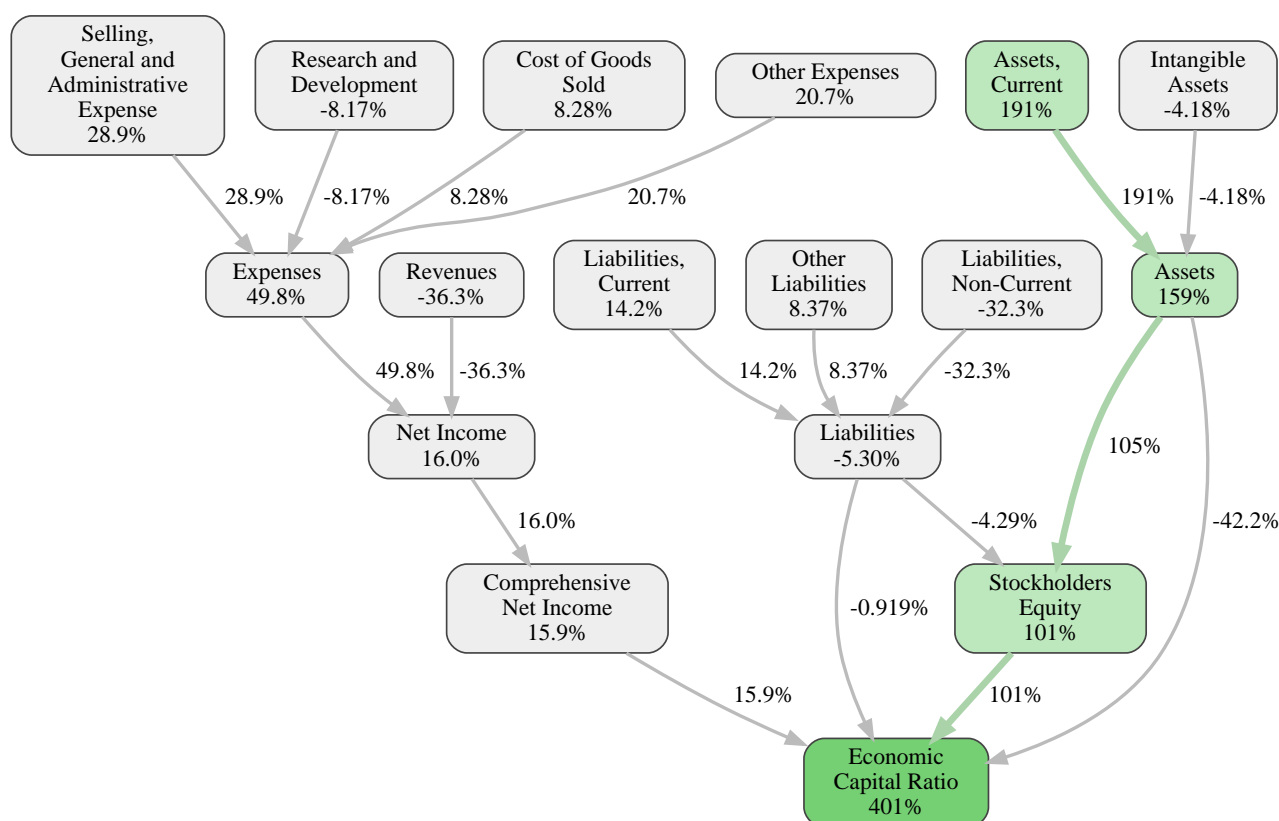 Selling,
General and
Administrative
Expense
28.9%
Research and
Development
-8.17%
Cost of Goods
Sold
8.28%
Other Expenses
20.7%
Assets,
Current
191%
Intangible
Assets
-4.18%
28.9%
-8.17%
8.28%
20.7%
191%
-4.18%
Expenses
49.8%
Revenues
-36.3%
Liabilities,
Current
14.2%
Other
Liabilities
8.37%
Liabilities,
Non-Current
-32.3%
Assets
159%
49.8%
-36.3%
14.2%
8.37%
-32.3%
Net Income
16.0%
Liabilities
-5.30%
105%
16.0%
-4.29%
-42.2%
Comprehensive
Net Income
15.9%
-0.919%
Stockholders
Equity
101%
15.9%
101%
Economic
Capital Ratio
401%